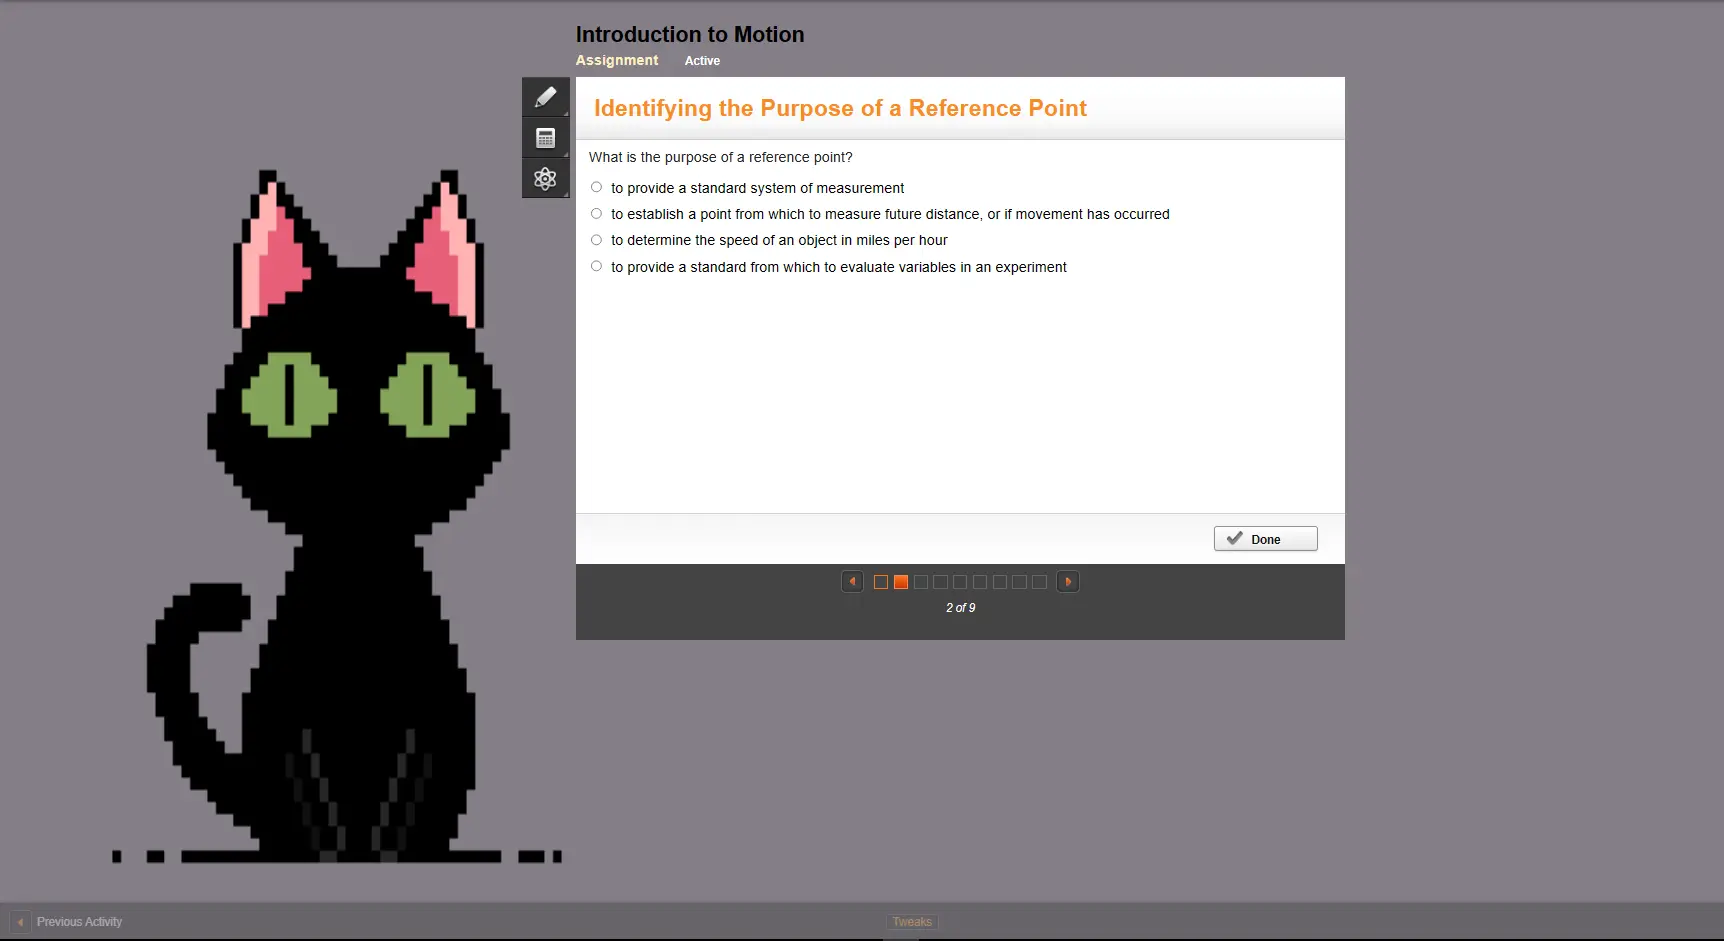 Introduction to Motion
Assignment Active
Identifying the Purpose of a Reference Point
What is the purpose of a reference point?
to provide a standard system of measurement
to establish a point from which to measure future distance, or if movement has occurred
to determine the speed of an object in miles per hour
to provide a standard from which to evaluate variables in an experiment
Done
2 of 9
Previous Activity
Tweaks